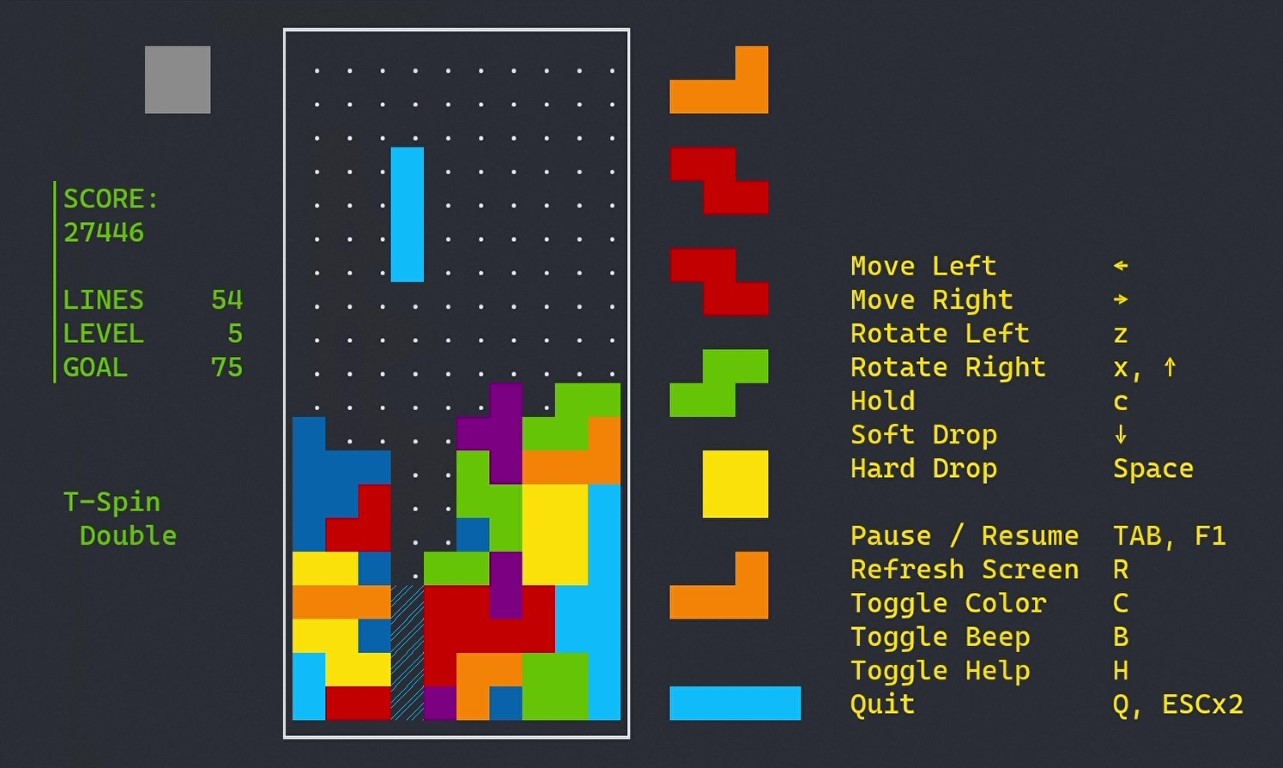 SCORE:
27446
LINES 54
LEVEL 5
GOAL 75
T-Spin
Double
Move Left ←
Move Right →
Rotate Left z
Rotate Right x, ↑
Hold c
Soft Drop ↓
Hard Drop Space
Pause / Resume TAB, F1
Refresh Screen R
Toggle Color C
Toggle Beep B
Toggle Help H
Quit Q, ESCx2